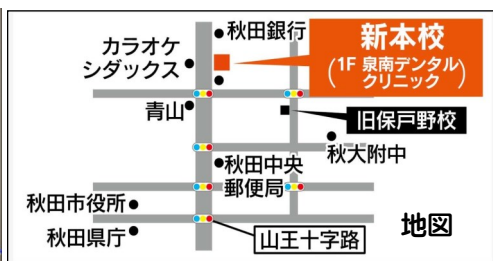 秋田銀行
カラオケ
シダックス
新本校
(1F 泉南デンタル
クリニック)
青山
旧保戸野校
秋大附中
秋田中央
郵便局
秋田市役所
秋田県庁
山王十字路
地図